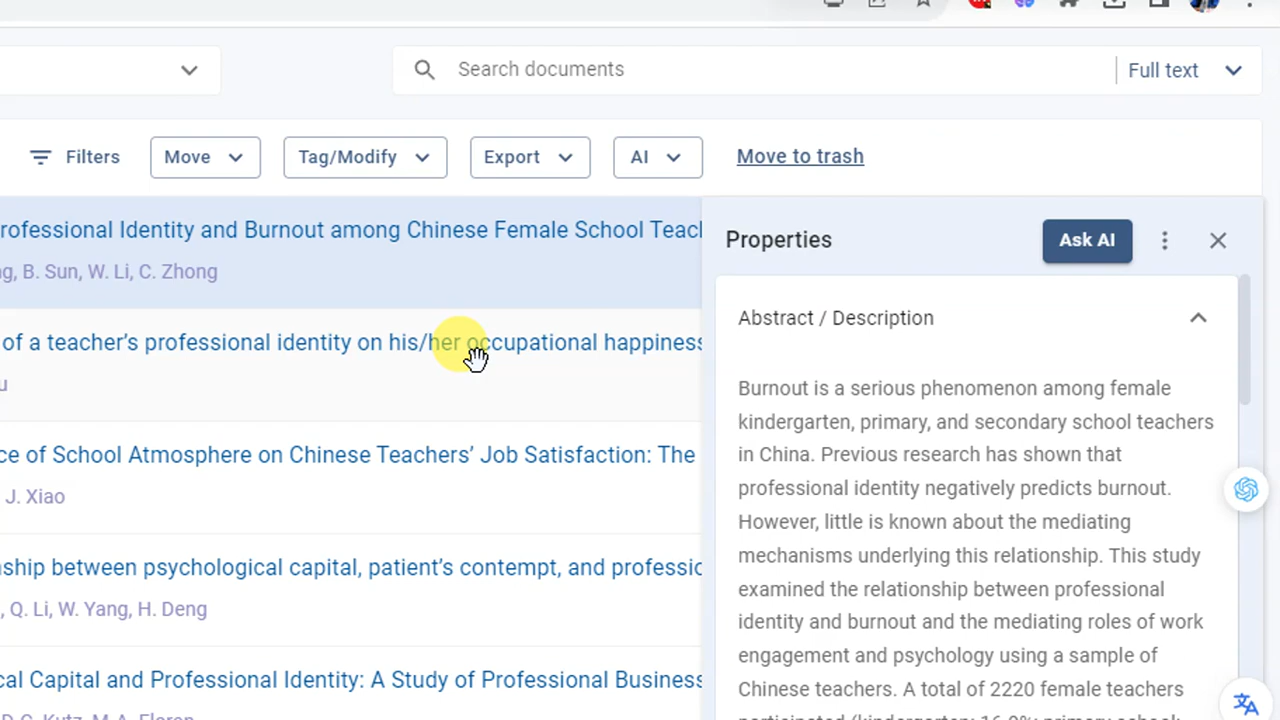 Search documents
Full text
Filters
Move
Tag/Modify
Export
AI
Move to trash
rofessional Identity and Burnout among Chinese Female School Teac
g, B. Sun, W. Li, C. Zhong
of a teacher’s professional identity on his/her occupational happiness
u
ce of School Atmosphere on Chinese Teachers’ Job Satisfaction: The
J. Xiao
ship between psychological capital, patient’s contempt, and professio
, Q. Li, W. Yang, H. Deng
cal Capital and Professional Identity: A Study of Professional Business
Properties
Ask AI
Abstract / Description
Burnout is a serious phenomenon among female
kindergarten, primary, and secondary school teachers
in China. Previous research has shown that
professional identity negatively predicts burnout.
However, little is known about the mediating
mechanisms underlying this relationship. This study
examined the relationship between professional
identity and burnout and the mediating roles of work
engagement and psychology using a sample of
Chinese teachers. A total of 2220 female teachers